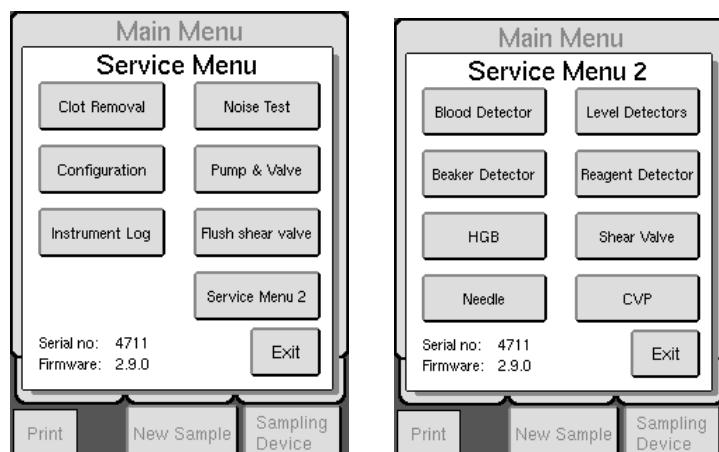 Main Menu
Service Menu
Clot Removal
Noise Test
Configuration
Pump & Valve
Instrument Log
Flush shear valve
Service Menu 2
Serial no: 4711
Firmware: 2.9.0
Exit
Print
New Sample
Sampling
Device
Main Menu
Service Menu 2
Blood Detector
Level Detectors
Beaker Detector
Reagent Detector
HGB
Shear Valve
Needle
CVP
Serial no: 4711
Firmware: 2.9.0
Exit
Print
New Sample
Sampling
Device